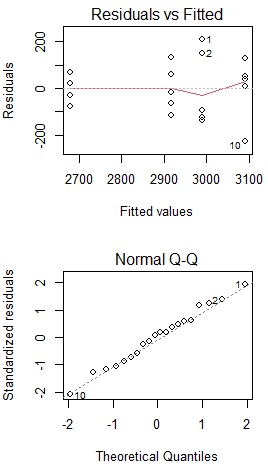 Residuals vs Fitted
Residuals
200
0
-200
1
2
10
2700 2800 2900 3000 3100
Fitted values
Normal Q-Q
Standardized residuals
2
1
0
-1
-2
1
2
10
-2 -1 0 1 2
Theoretical Quantiles